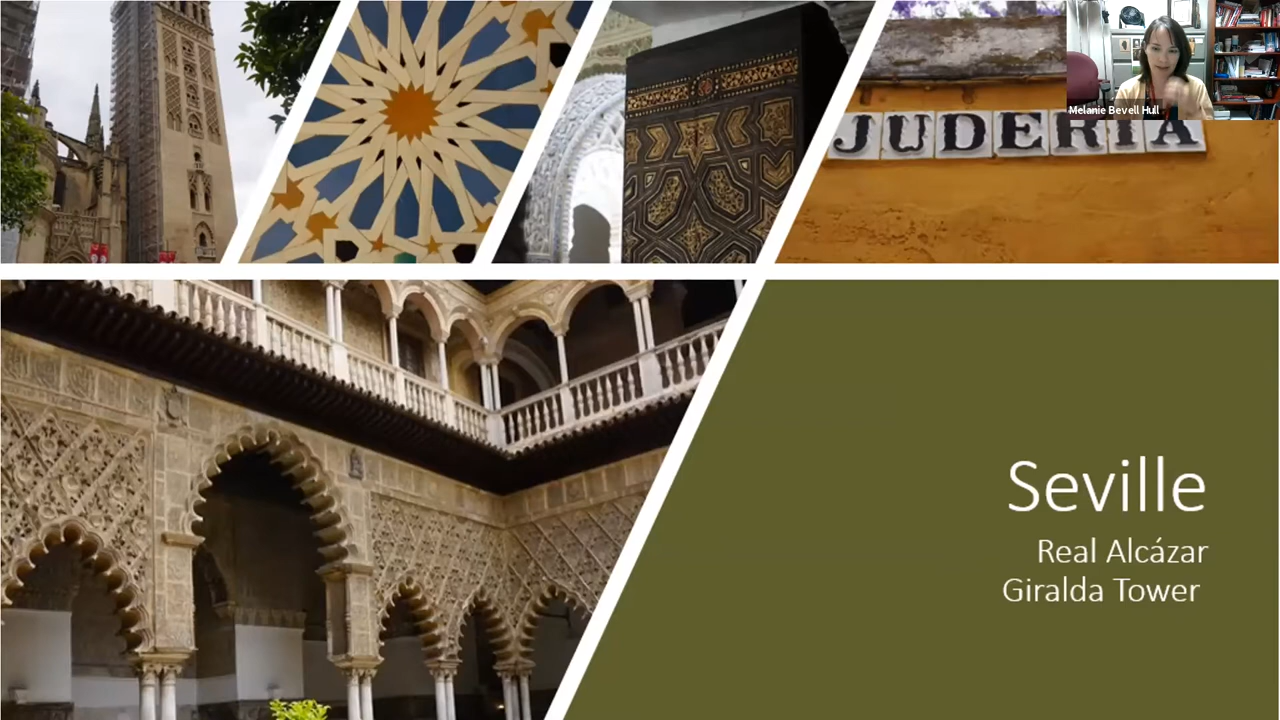 JUDERIA
Melanie Bevell Hull
Seville
Real Alcázar
Giralda Tower